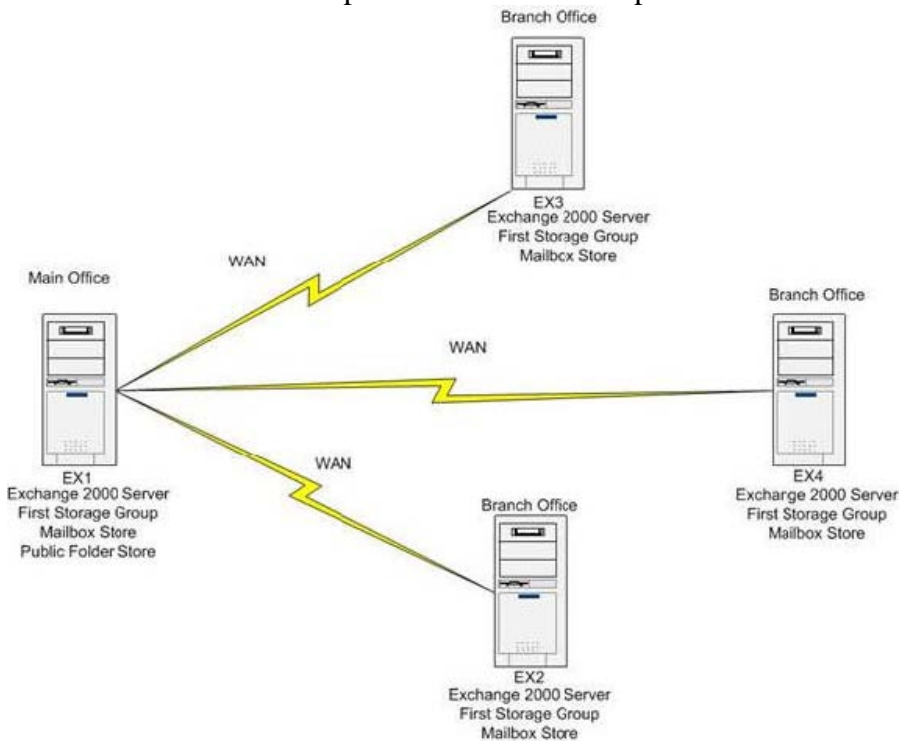 Branch Office
EX3
Exchange 2000 Server
First Storage Group
Mailbox Store
WAN
Main Office
Branch Office
WAN
EX1
Exchange 2000 Server
First Storage Group
Mailbox Store
Public Folder Store
WAN
EX4
Exchange 2000 Server
First Storage Group
Mailbox Store
Branch Office
EX2
Exchange 2000 Server
First Storage Group
Mailbox Store